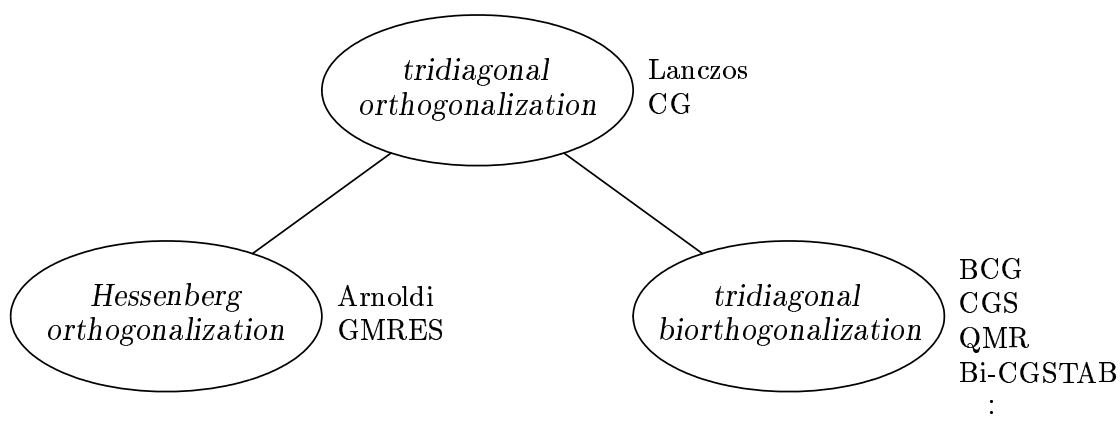 tridiagonal
orthogonalization
Lanczos
CG
Hessenberg
orthogonalization
Arnoldi
GMRES
tridiagonal
biorthogonalization
BCG
CGS
QMR
Bi-CGSTAB
: